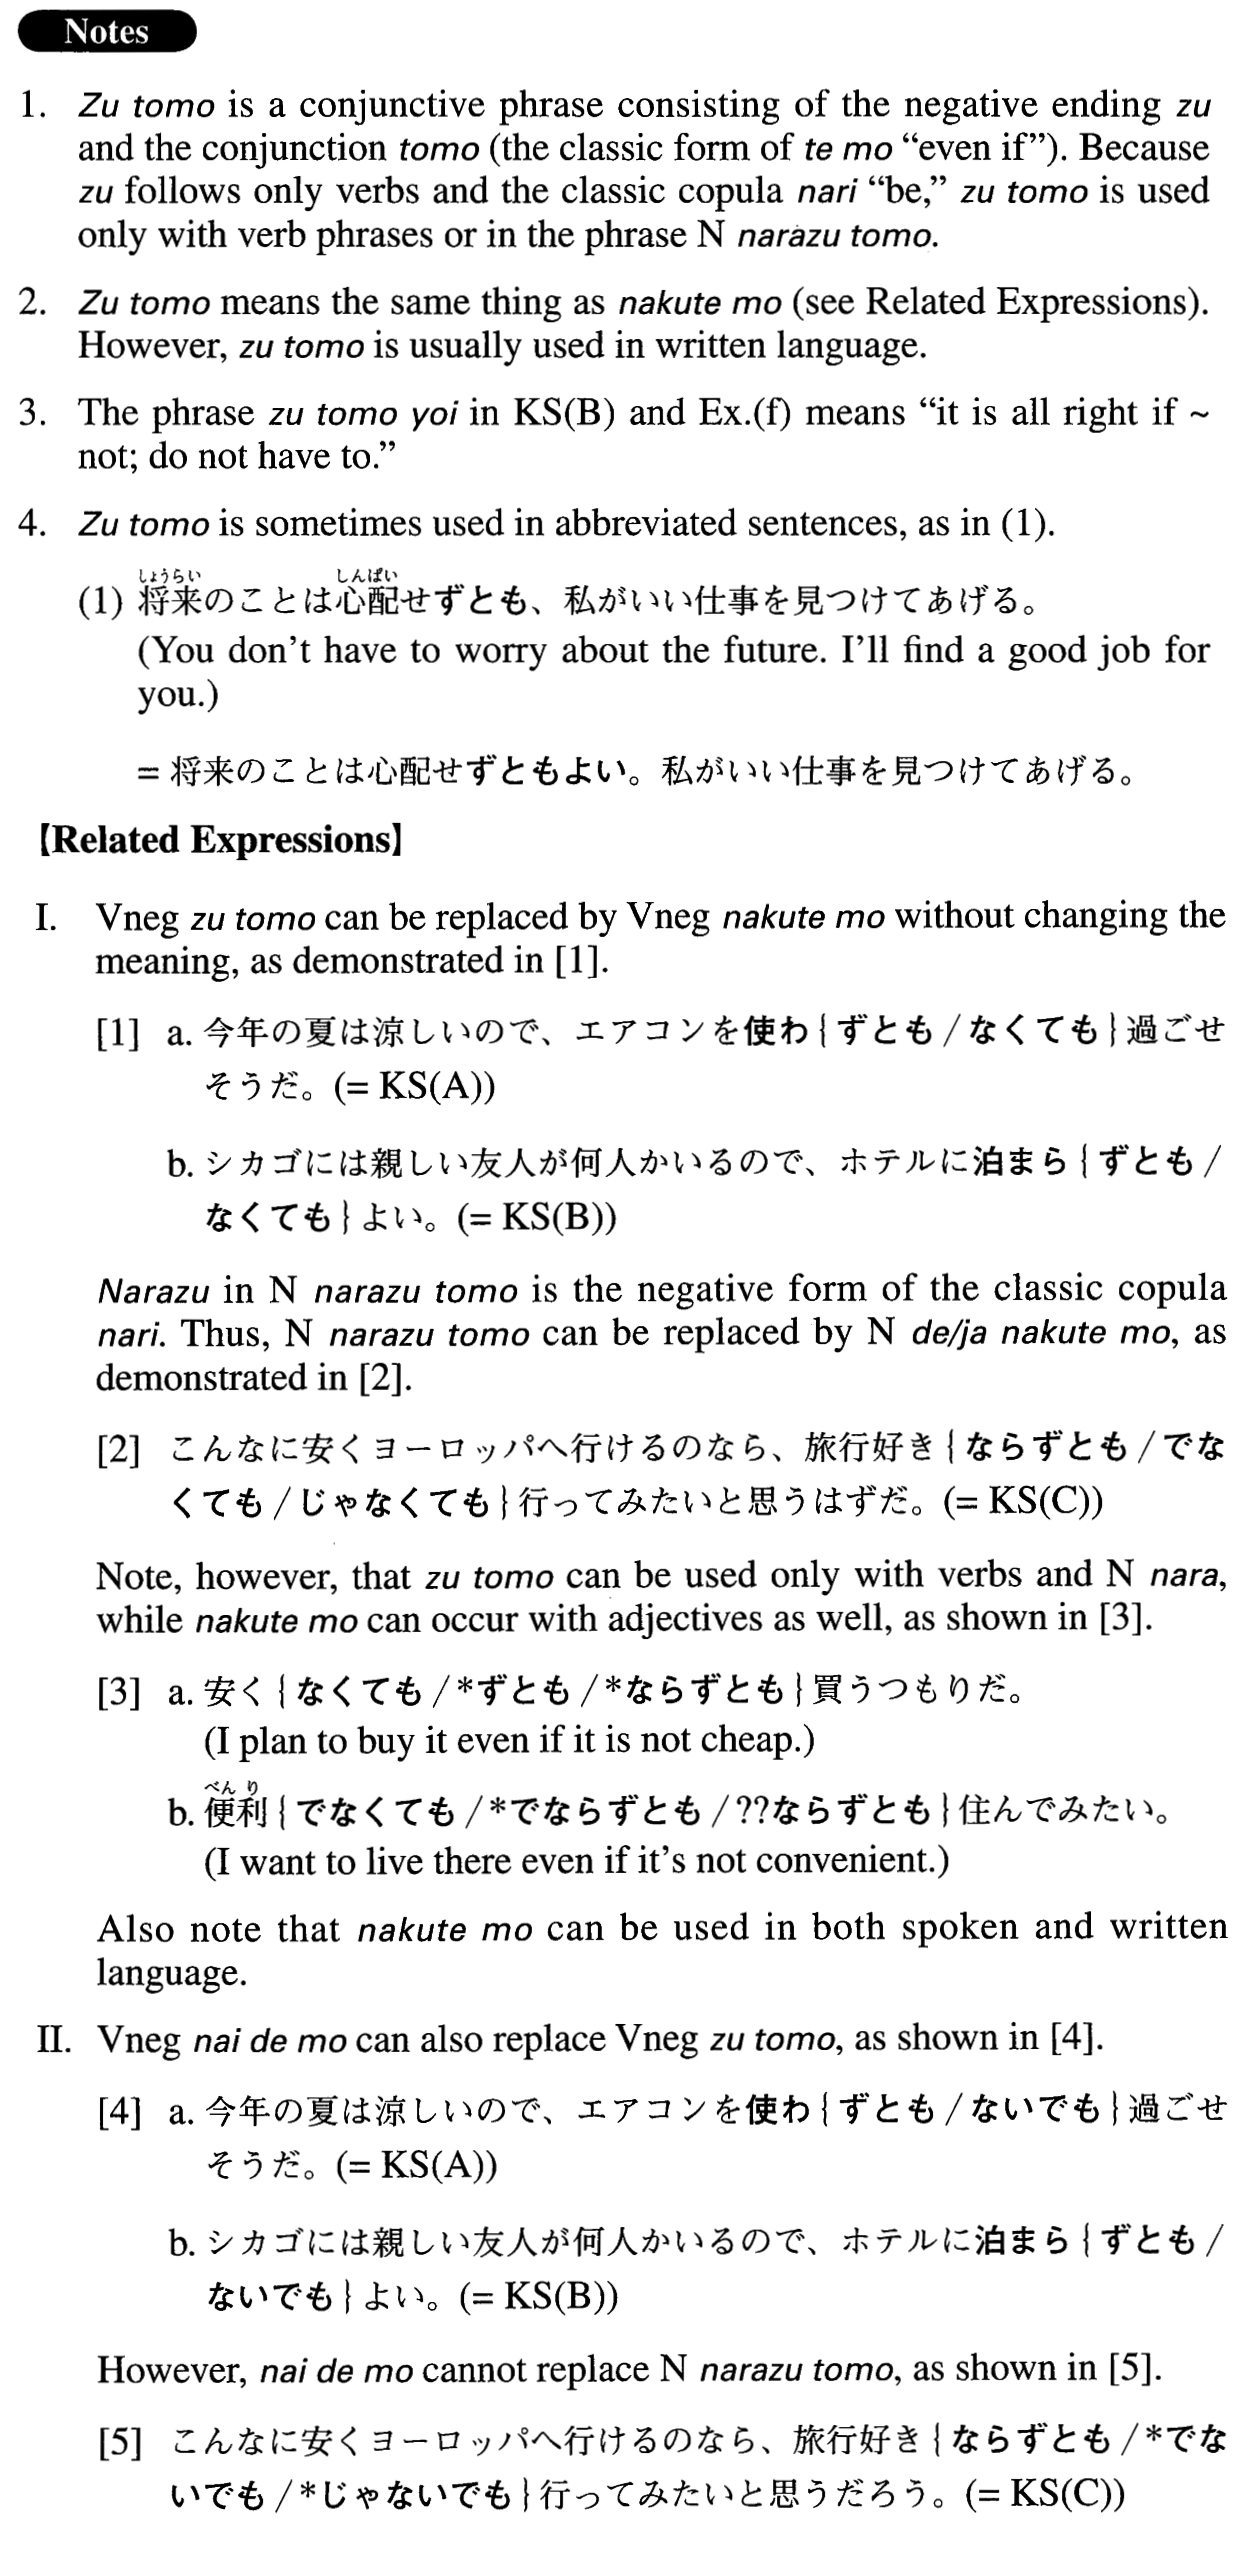 Notes
1. Zu tomo is a conjunctive phrase consisting of the negative ending zu
and the conjunction tomo (the classic form of te mo “even if”). Because
zu follows only verbs and the classic copula nari “be,” zu tomo is used
only with verb phrases or in the phrase N narazu tomo.
2. Zu tomo means the same thing as nakute mo (see Related Expressions).
However, zu tomo is usually used in written language.
3. The phrase zu tomo yoi in KS(B) and Ex.(f) means “it is all right if ~
not; do not have to.”
4. Zu tomo is sometimes used in abbreviated sentences, as in (1).
しょうらい しんぱい
(1) 将来のことは心配せずとも、私がいい仕事を見つけてあげる。
(You don’t have to worry about the future. I’ll find a good job for
you.)
= 将来のことは心配せずともよい。私がいい仕事を見つけてあげる。
【Related Expressions】
I. Vneg zu tomo can be replaced by Vneg nakute mo without changing the
meaning, as demonstrated in [1].
[1] a. 今年の夏は涼しいので、エアコンを使わ{ずとも/なくても}過ごせ
そうだ。(= KS(A))
b. シカゴには親しい友人が何人かいるので、ホテルに泊まら{ずとも/
なくても}よい。(= KS(B))
Narazu in N narazu tomo is the negative form of the classic copula
nari. Thus, N narazu tomo can be replaced by N de/ja nakute mo, as
demonstrated in [2].
[2] こんなに安くヨーロッパへ行けるのなら、旅行好き{ならずとも/でな
くても/じゃなくても}行ってみたいと思うはずだ。(= KS(C))
Note, however, that zu tomo can be used only with verbs and N nara,
while nakute mo can occur with adjectives as well, as shown in [3].
[3] a. 安く{なくても/*ずとも/*ならずとも}買うつもりだ。
(I plan to buy it even if it is not cheap.)
べんり
b. 便利{でなくても/*でならずとも/??ならずとも}住んでみたい。
(I want to live there even if it’s not convenient.)
Also note that nakute mo can be used in both spoken and written
language.
II. Vneg nai de mo can also replace Vneg zu tomo, as shown in [4].
[4] a. 今年の夏は涼しいので、エアコンを使わ{ずとも/ないでも}過ごせ
そうだ。(= KS(A))
b. シカゴには親しい友人が何人かいるので、ホテルに泊まら{ずとも/
ないでも}よい。(= KS(B))
However, nai de mo cannot replace N narazu tomo, as shown in [5].
[5] こんなに安くヨーロッパへ行けるのなら、旅行好き{ならずとも/*でな
いでも/*じゃないでも}行ってみたいと思うだろう。(= KS(C))